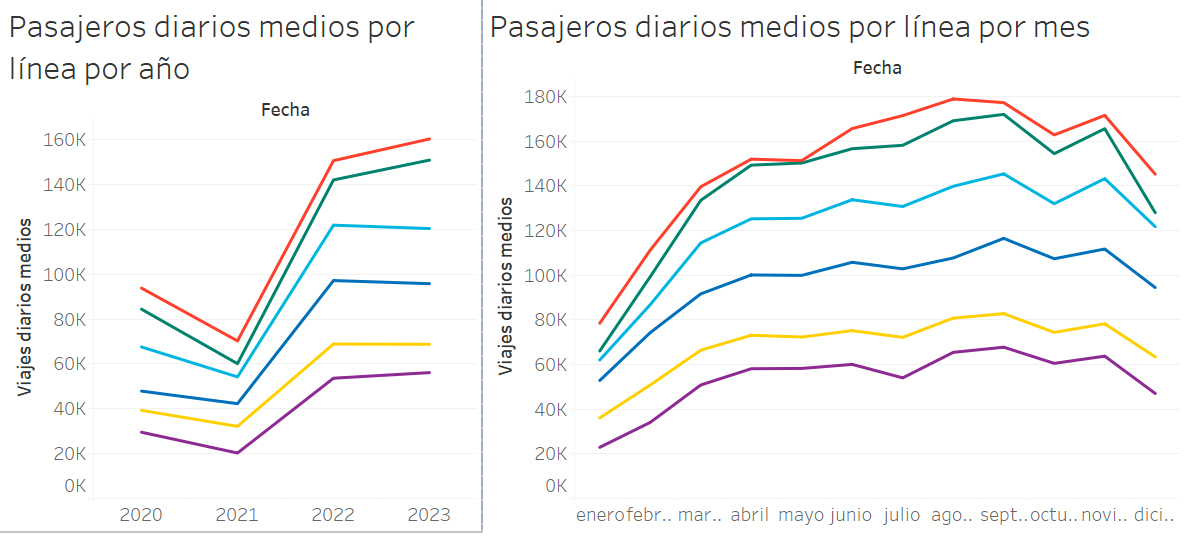 Pasajeros diarios medios por
línea por año
Fecha
Viajes diarios medios
160K
140K
120K
100K
80K
60K
40K
20K
0K
2020 2021 2022 2023
Pasajeros diarios medios por línea por mes
Fecha
Viajes diarios medios
180K
160K
140K
120K
100K
80K
60K
40K
20K
0K
enero febr.. mar.. abril mayo junio julio ago.. sept.. octu.. novi.. dici..